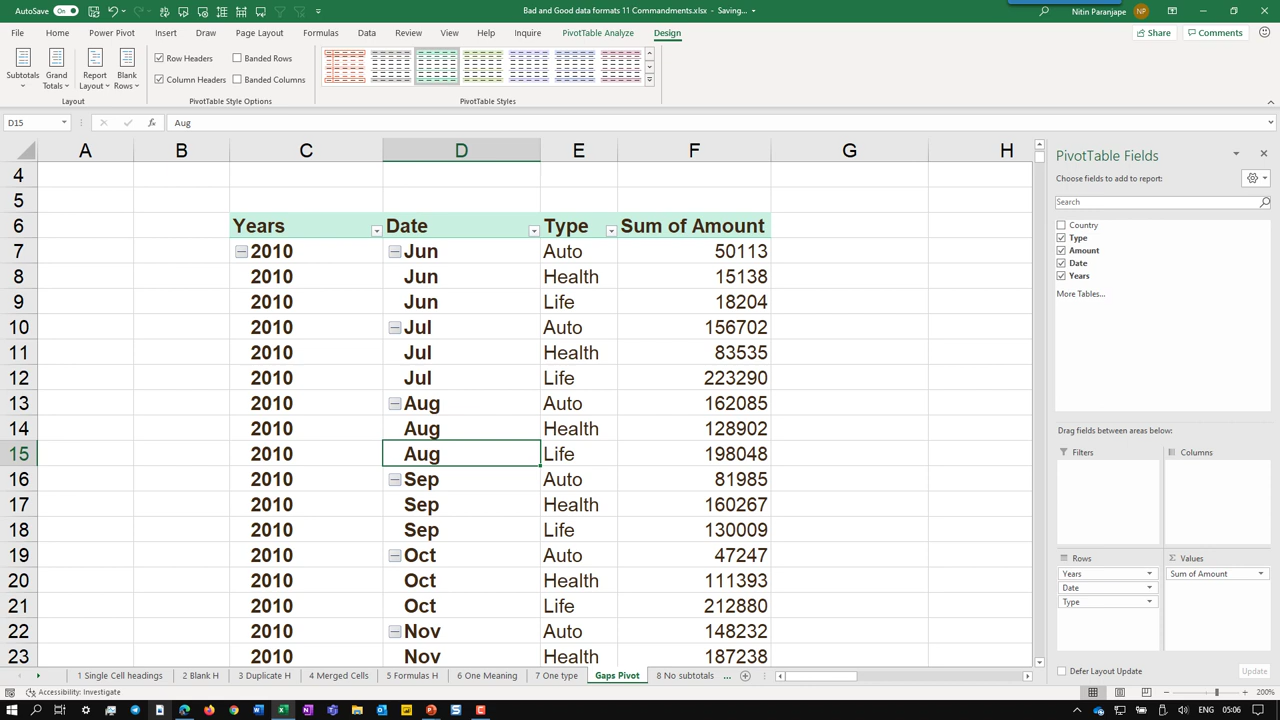 AutoSave On
Bad and Good data formats 11 Commandments.xlsx - Saving...
Nitin Paranjape NP
File Home Power Pivot Insert Draw Page Layout Formulas Data Review View Help Inquire PivotTable Analyze Design
Share Comments
Subtotals Grand Totals Report Layout Blank Rows
Row Headers Banded Rows
Column Headers Banded Columns
Layout PivotTable Style Options PivotTable Styles
D15 fx Aug
A B C D E F G H
4
5
6 Years Date Type Sum of Amount
7 2010 Jun Auto 50113
8 2010 Jun Health 15138
9 2010 Jun Life 18204
10 2010 Jul Auto 156702
11 2010 Jul Health 83535
12 2010 Jul Life 223290
13 2010 Aug Auto 162085
14 2010 Aug Health 128902
15 2010 Aug Life 198048
16 2010 Sep Auto 81985
17 2010 Sep Health 160267
18 2010 Sep Life 130009
19 2010 Oct Auto 47247
20 2010 Oct Health 111393
21 2010 Oct Life 212880
22 2010 Nov Auto 148232
23 2010 Nov Health 187238
PivotTable Fields
Choose fields to add to report:
Search
Country
Type
Amount
Date
Years
More Tables...
Drag fields between areas below:
Filters Columns
Rows Σ Values
Years Sum of Amount
Date
Type
Defer Layout Update Update
1 Single Cell headings 2 Blank H 3 Duplicate H 4 Merged Cells 5 Formulas H 6 One Meaning 7 One type Gaps Pivot 8 No subtotals ...
Accessibility: Investigate
200%
ENG 05:06